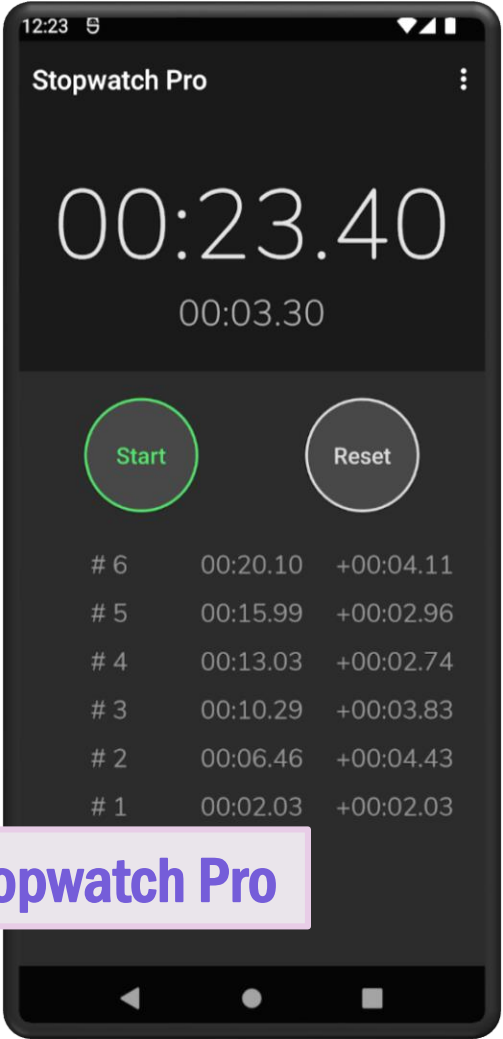 12:23
Stopwatch Pro
00:23.40
00:03.30
Start Reset
# 6 00:20.10 +00:04.11
# 5 00:15.99 +00:02.96
# 4 00:13.03 +00:02.74
# 3 00:10.29 +00:03.83
# 2 00:06.46 +00:04.43
# 1 00:02.03 +00:02.03
opwatch Pro